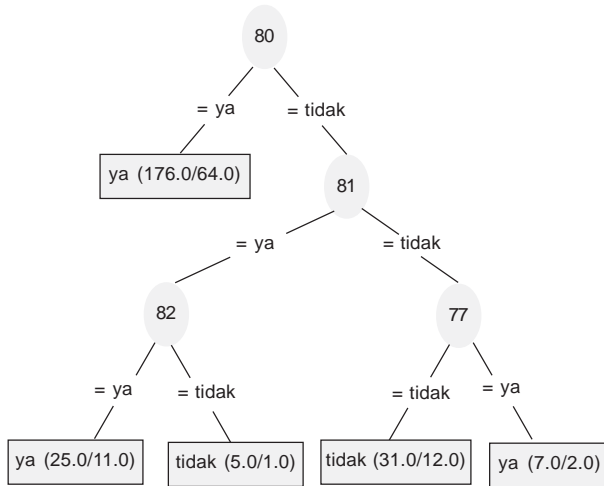 80
= ya
= tidak
ya (176.0/64.0)
81
= ya
= tidak
82
77
= ya
= tidak
= tidak
= ya
ya (25.0/11.0)
tidak (5.0/1.0)
tidak (31.0/12.0)
ya (7.0/2.0)